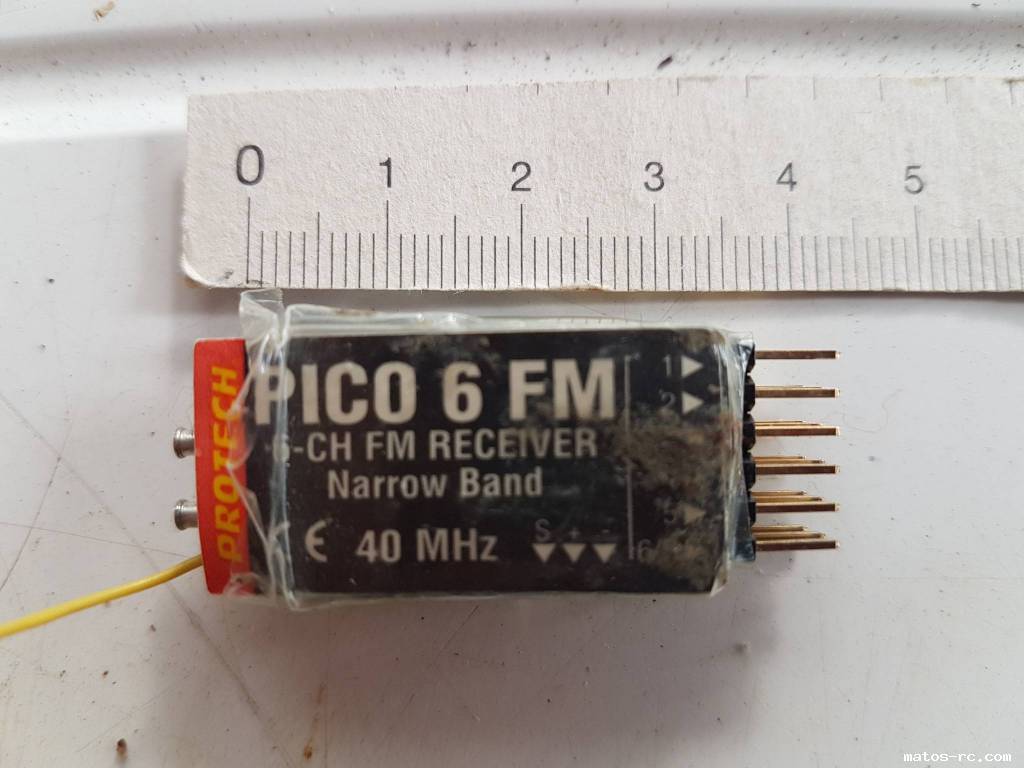 0 1 2 3 4 5
PROTECH
PICO 6 FM
6-CH FM RECEIVER
Narrow Band
CE 40 MHz
S + -
1
2
5
6
matos-rc.com